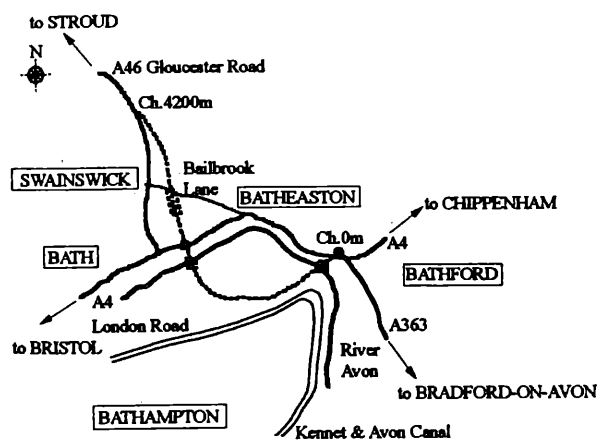 to STROUD
N
A46 Gloucester Road
Ch.4200m
Bailbrook
Lane
SWAINSWICK
BATHEASTON
to CHIPPENHAM
Ch.0m
A4
BATH
BATHFORD
A4
London Road
A363
to BRISTOL
River
Avon
to BRADFORD-ON-AVON
BATHAMPTON
Kennet & Avon Canal